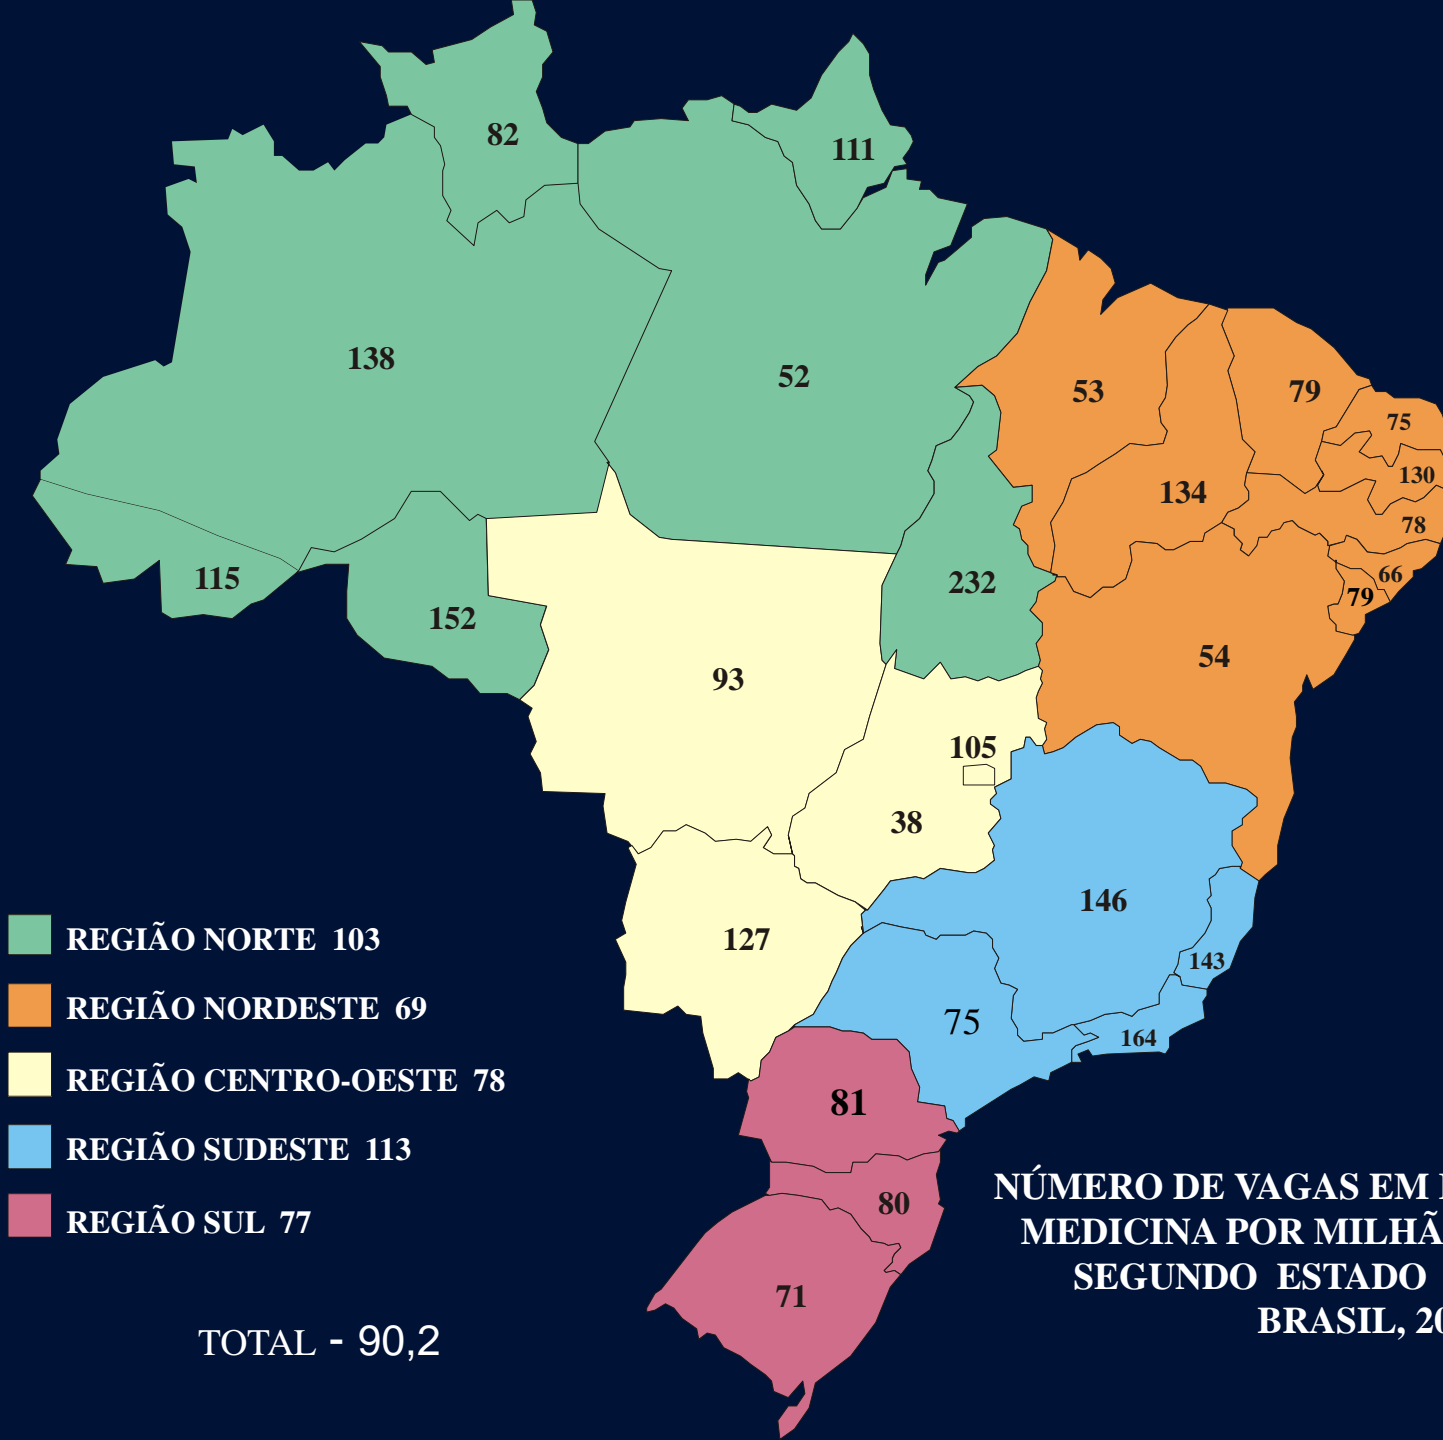 82
111
138
52
53
79
75
130
134
78
115
152
232
66
79
93
54
105
38
146
127
143
75
164
81
80
71
REGIÃO NORTE 103
REGIÃO NORDESTE 69
REGIÃO CENTRO-OESTE 78
REGIÃO SUDESTE 113
REGIÃO SUL 77
TOTAL - 90,2
NÚMERO DE VAGAS EM
MEDICINA POR
SEGUNDO ESTADO
BRASIL,